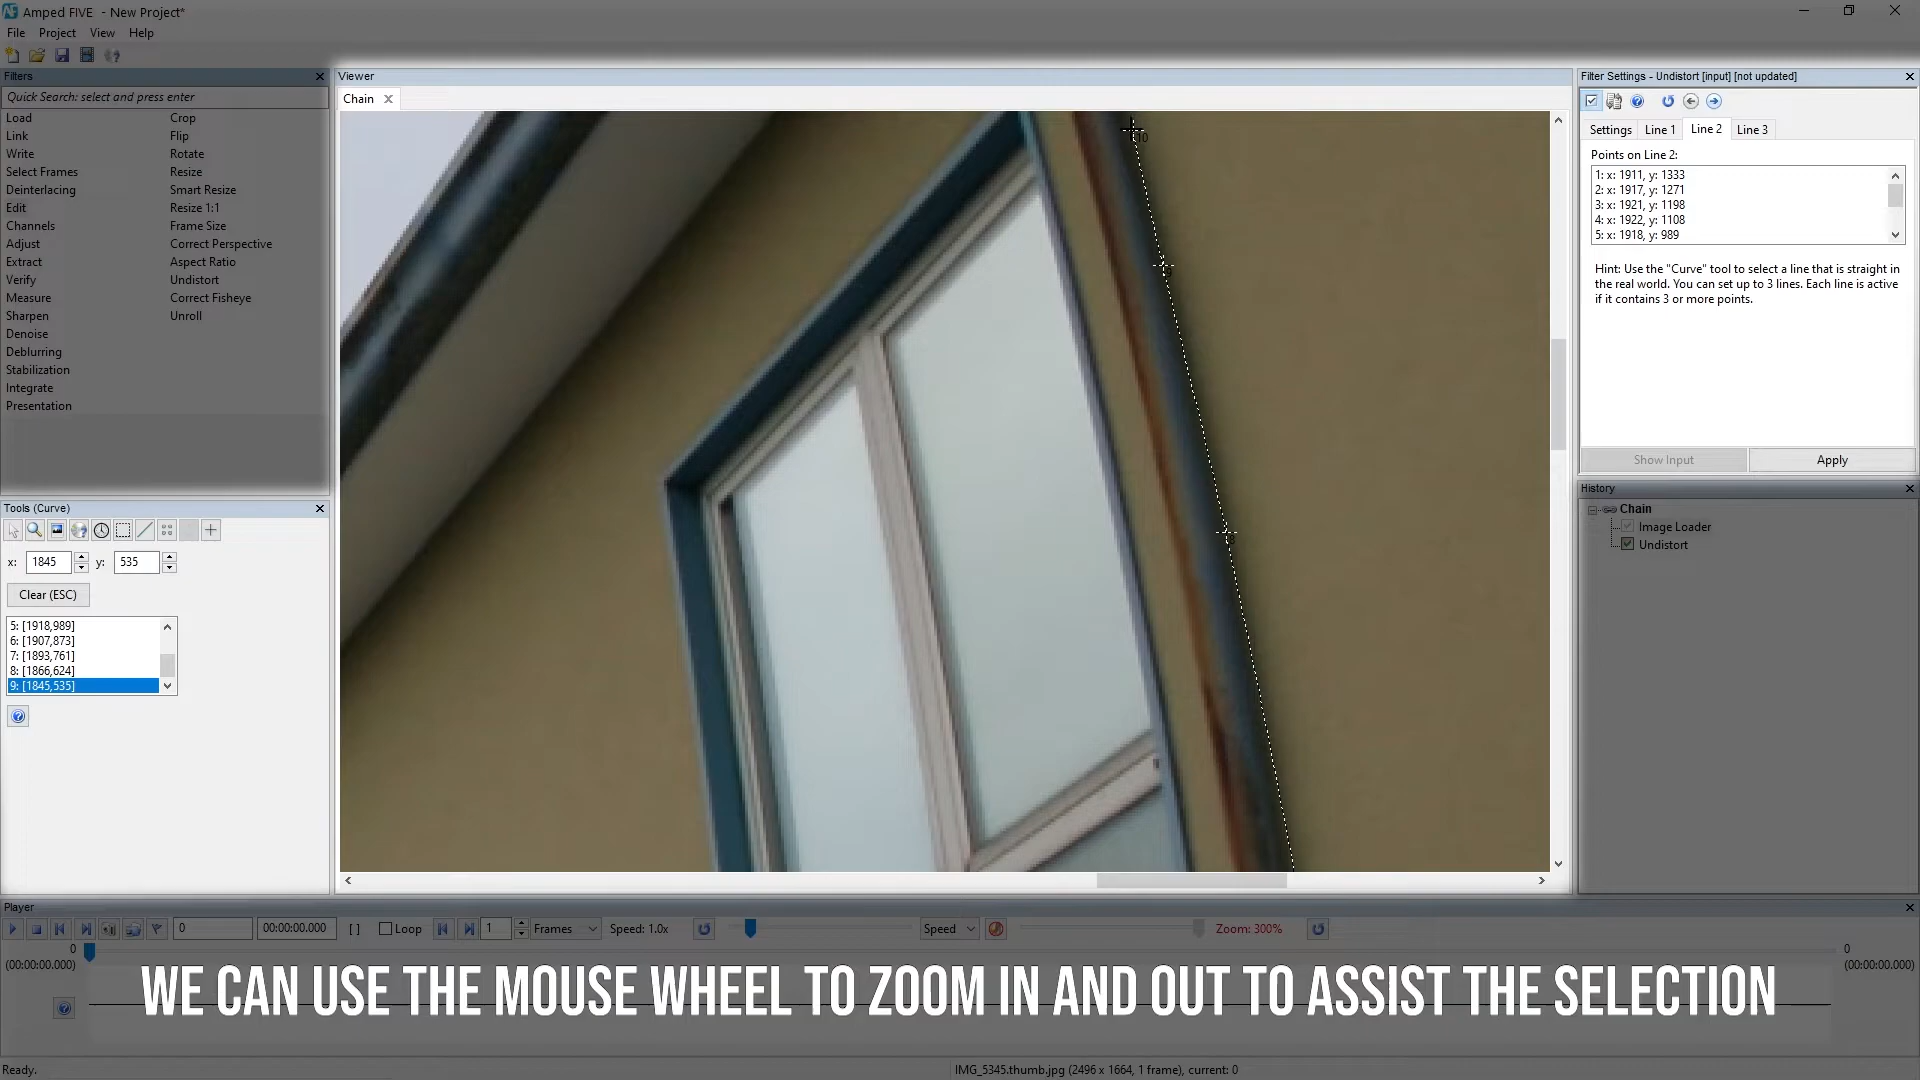 Amped FIVE - New Project*
File Project View Help
Filters
Quick Search: select and press enter
Load
Link
Write
Select Frames
Deinterlacing
Edit
Channels
Adjust
Extract
Verify
Measure
Sharpen
Denoise
Deblurring
Stabilization
Integrate
Presentation
Crop
Flip
Rotate
Resize
Smart Resize
Resize 1:1
Frame Size
Correct Perspective
Aspect Ratio
Undistort
Correct Fisheye
Unroll
Tools (Curve)
x: 1845 y: 535
Clear (ESC)
5: [1918,989]
6: [1907,873]
7: [1893,761]
8: [1866,624]
9: [1845,535]
Viewer
Chain
10
Filter Settings - Undistort [input] [not updated]
Settings Line 1 Line 2 Line 3
Points on Line 2:
1: x: 1911, y: 1333
2: x: 1917, y: 1271
3: x: 1921, y: 1198
4: x: 1922, y: 1108
5: x: 1918, y: 989
Hint: Use the "Curve" tool to select a line that is straight in
the real world. You can set up to 3 lines. Each line is active
if it contains 3 or more points.
Show Input Apply
History
Chain
Image Loader
Undistort
Player
0 00:00:00.000 [ ] Loop 1 Frames Speed: 1.0x Speed Zoom: 300%
0
(00:00:00.000)
0
(00:00:00.000)
WE CAN USE THE MOUSE WHEEL TO ZOOM IN AND OUT TO ASSIST THE SELECTION
Ready.
IMG_5345.thumb.jpg (2496 x 1664, 1 frame), current: 0